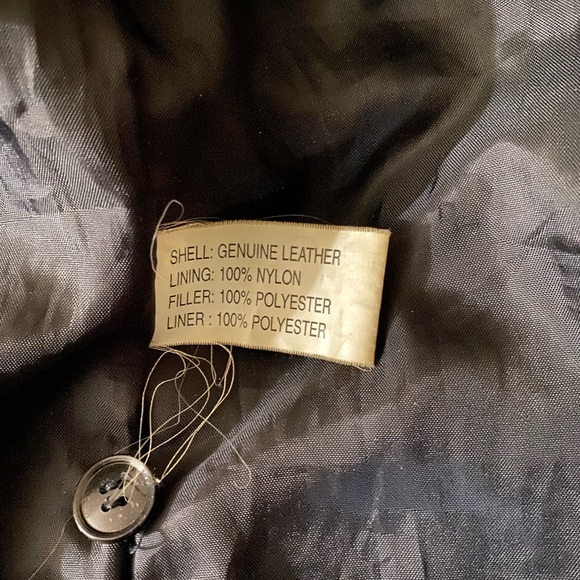 SHELL: GENUINE LEATHER
LINING: 100% NYLON
FILLER: 100% POLYESTER
LINER : 100% POLYESTER